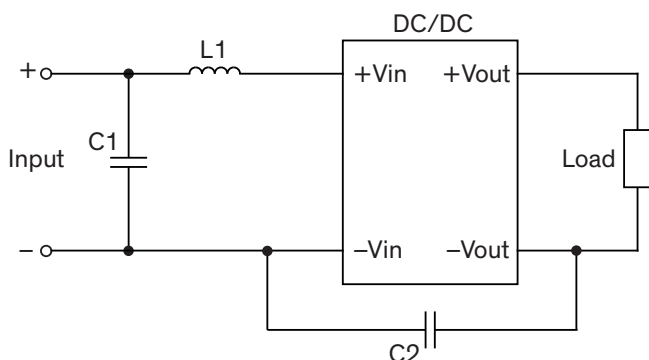 DC/DC
L1
+
+Vin
+Vout
C1
Input
Load
–
–Vin
–Vout
C2